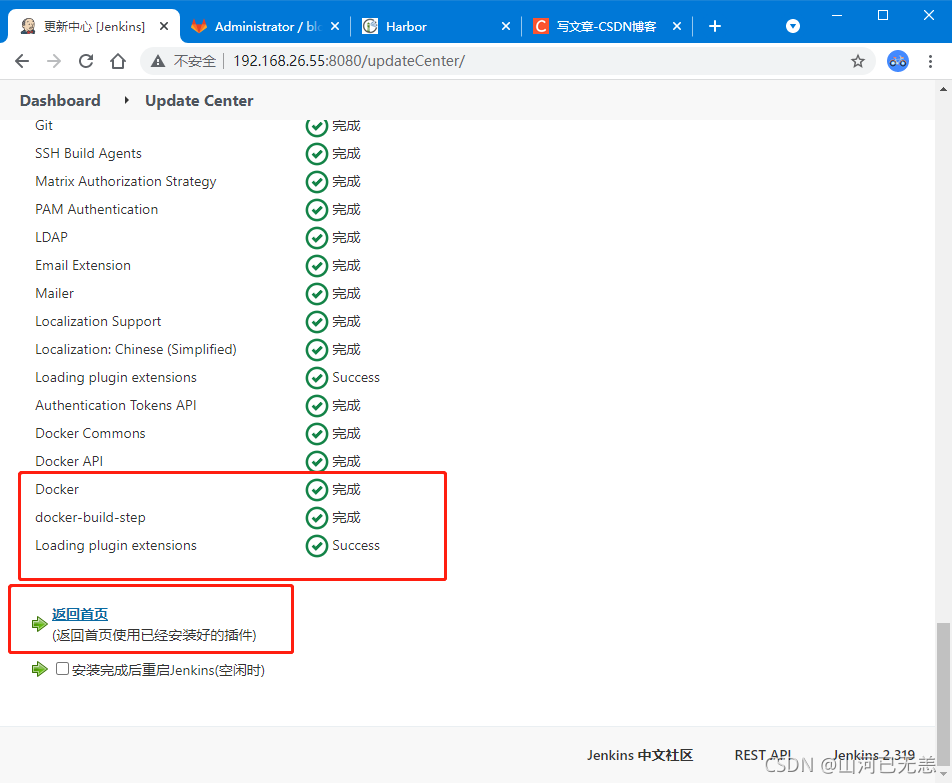 更新中心 [Jenkins]
Administrator / blo
Harbor
写文章-CSDN博客
不安全
192.168.26.55:8080/updateCenter/
Dashboard
Update Center
Git 完成
SSH Build Agents 完成
Matrix Authorization Strategy 完成
PAM Authentication 完成
LDAP 完成
Email Extension 完成
Mailer 完成
Localization Support 完成
Localization: Chinese (Simplified) 完成
Loading plugin extensions Success
Authentication Tokens API 完成
Docker Commons 完成
Docker API 完成
Docker 完成
docker-build-step 完成
Loading plugin extensions Success
返回首页
(返回首页使用已经安装好的插件)
安装完成后重启Jenkins(空闲时)
Jenkins 中文社区 REST API Jenkins 2.319
CSDN @山河已无恙